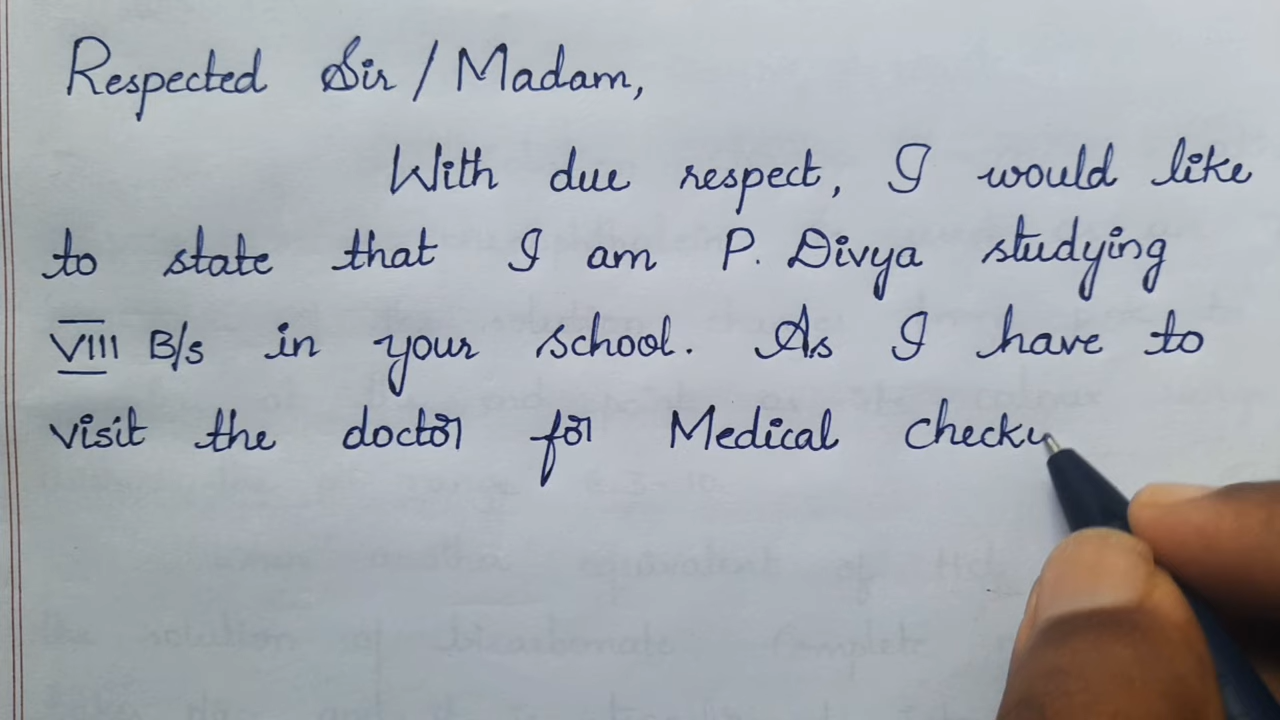 Respected Sir/Madam,
With due respect, I would like
to state that I am P. Divya studying
VIII B/s in your school. As I have to
visit the doctor for Medical checku